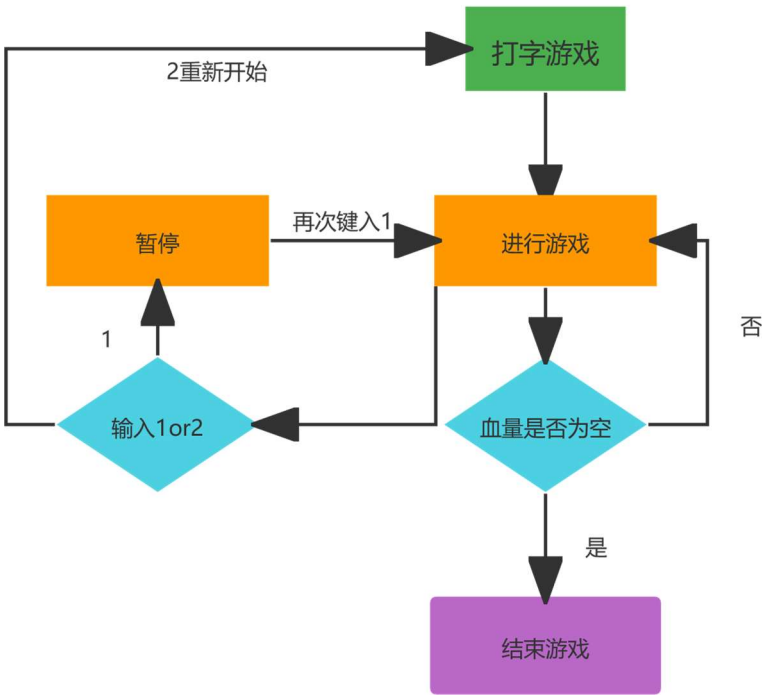 打字游戏
2重新开始
再次键入1
暂停
进行游戏
否
1
输入1or2
血量是否为空
是
结束游戏